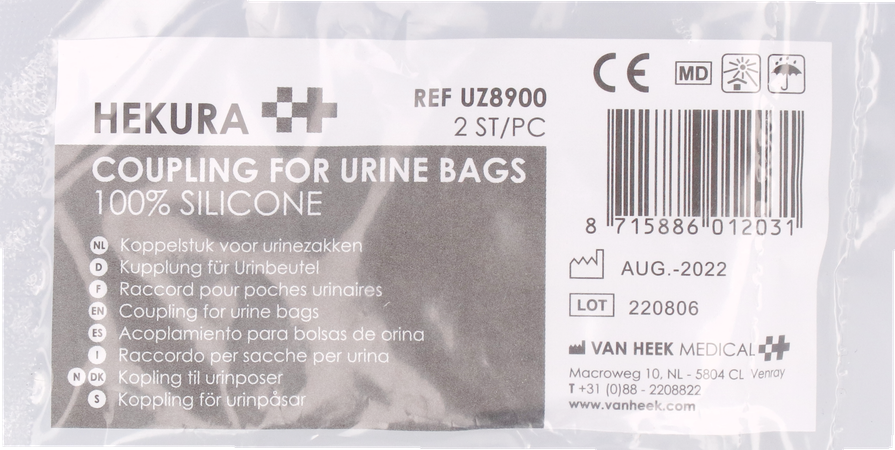 HEKURA
REF UZ8900
2 ST/PC
COUPLING FOR URINE BAGS
100% SILICONE
NL Koppelstuk voor urinezakken
D Kupplung für Urinbeutel
F Raccord pour poches urinaires
EN Coupling for urine bags
ES Acoplamiento para bolsas de orina
I Raccordo per sacche per urina
N DK Kopling til urinposer
S Koppling för urinpåsar
CE MD
8 715886 012031
AUG.-2022
LOT 220806
VAN HEEK MEDICAL
Macroweg 10, NL - 5804 CL Venray
T +31 (0)88 - 2208822
www.vanheek.com